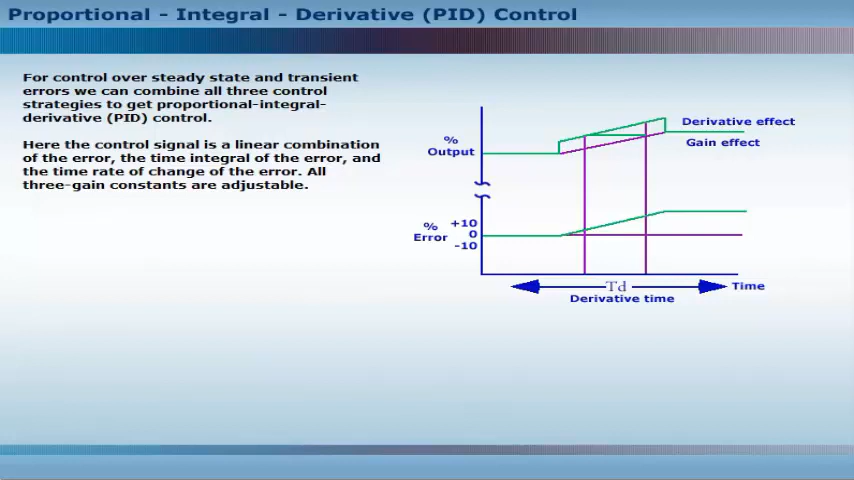 Proportional - Integral - Derivative (PID) Control
For control over steady state and transient
errors we can combine all three control
strategies to get proportional-integral-
derivative (PID) control.
Here the control signal is a linear combination
of the error, the time integral of the error, and
the time rate of change of the error. All
three-gain constants are adjustable.
%
Output
Derivative effect
Gain effect
%
Error
+10
0
-10
Td
Derivative time
Time